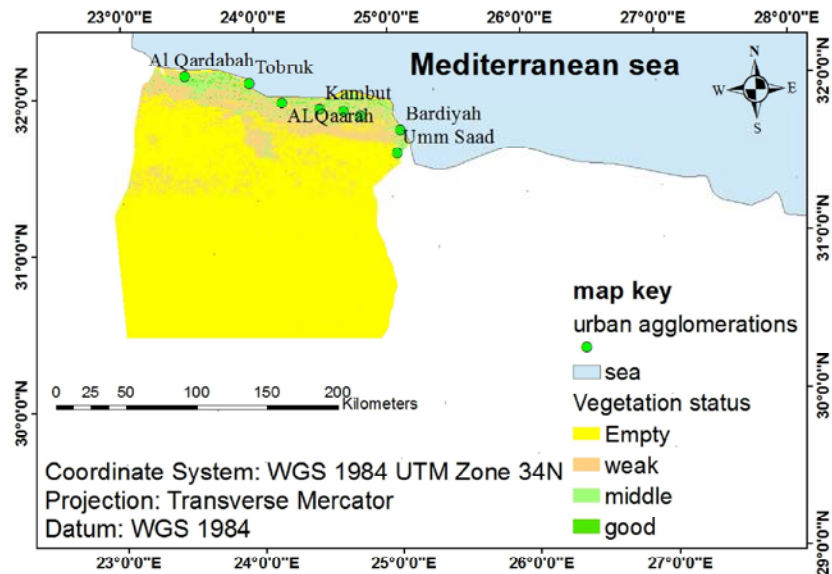 23°0'0"E 24°0'0"E 25°0'0"E 26°0'0"E 27°0'0"E 28°0'0"E
Al Qardabah
Tobruk
Mediterranean sea
N
W E
S
Kambut
ALQaarah
Bardiyah
Umm Saad
32°0'0"N 32°0'0"N
31°0'0"N 31°0'0"N
30°0'0"N 30°0'0"N
29°0'0"N
map key
urban agglomerations
sea
Vegetation status
Empty
weak
middle
good
0 25 50 100 150 200
Kilometers
Coordinate System: WGS 1984 UTM Zone 34N
Projection: Transverse Mercator
Datum: WGS 1984
23°0'0"E 24°0'0"E 25°0'0"E 26°0'0"E 27°0'0"E